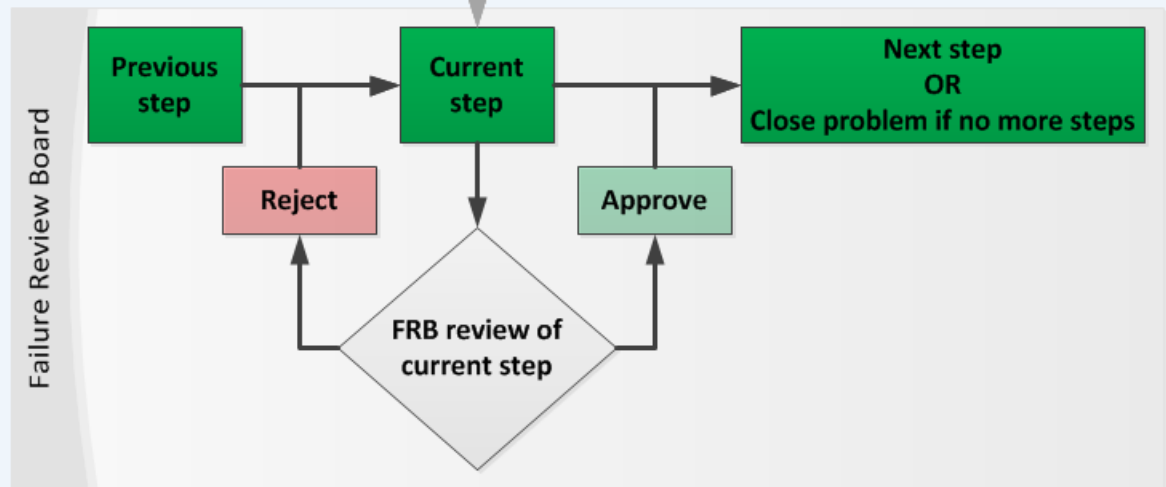 Failure Review Board
Previous
step
Current
step
Next step
OR
Close problem if no more steps
Reject
Approve
FRB review of
current step